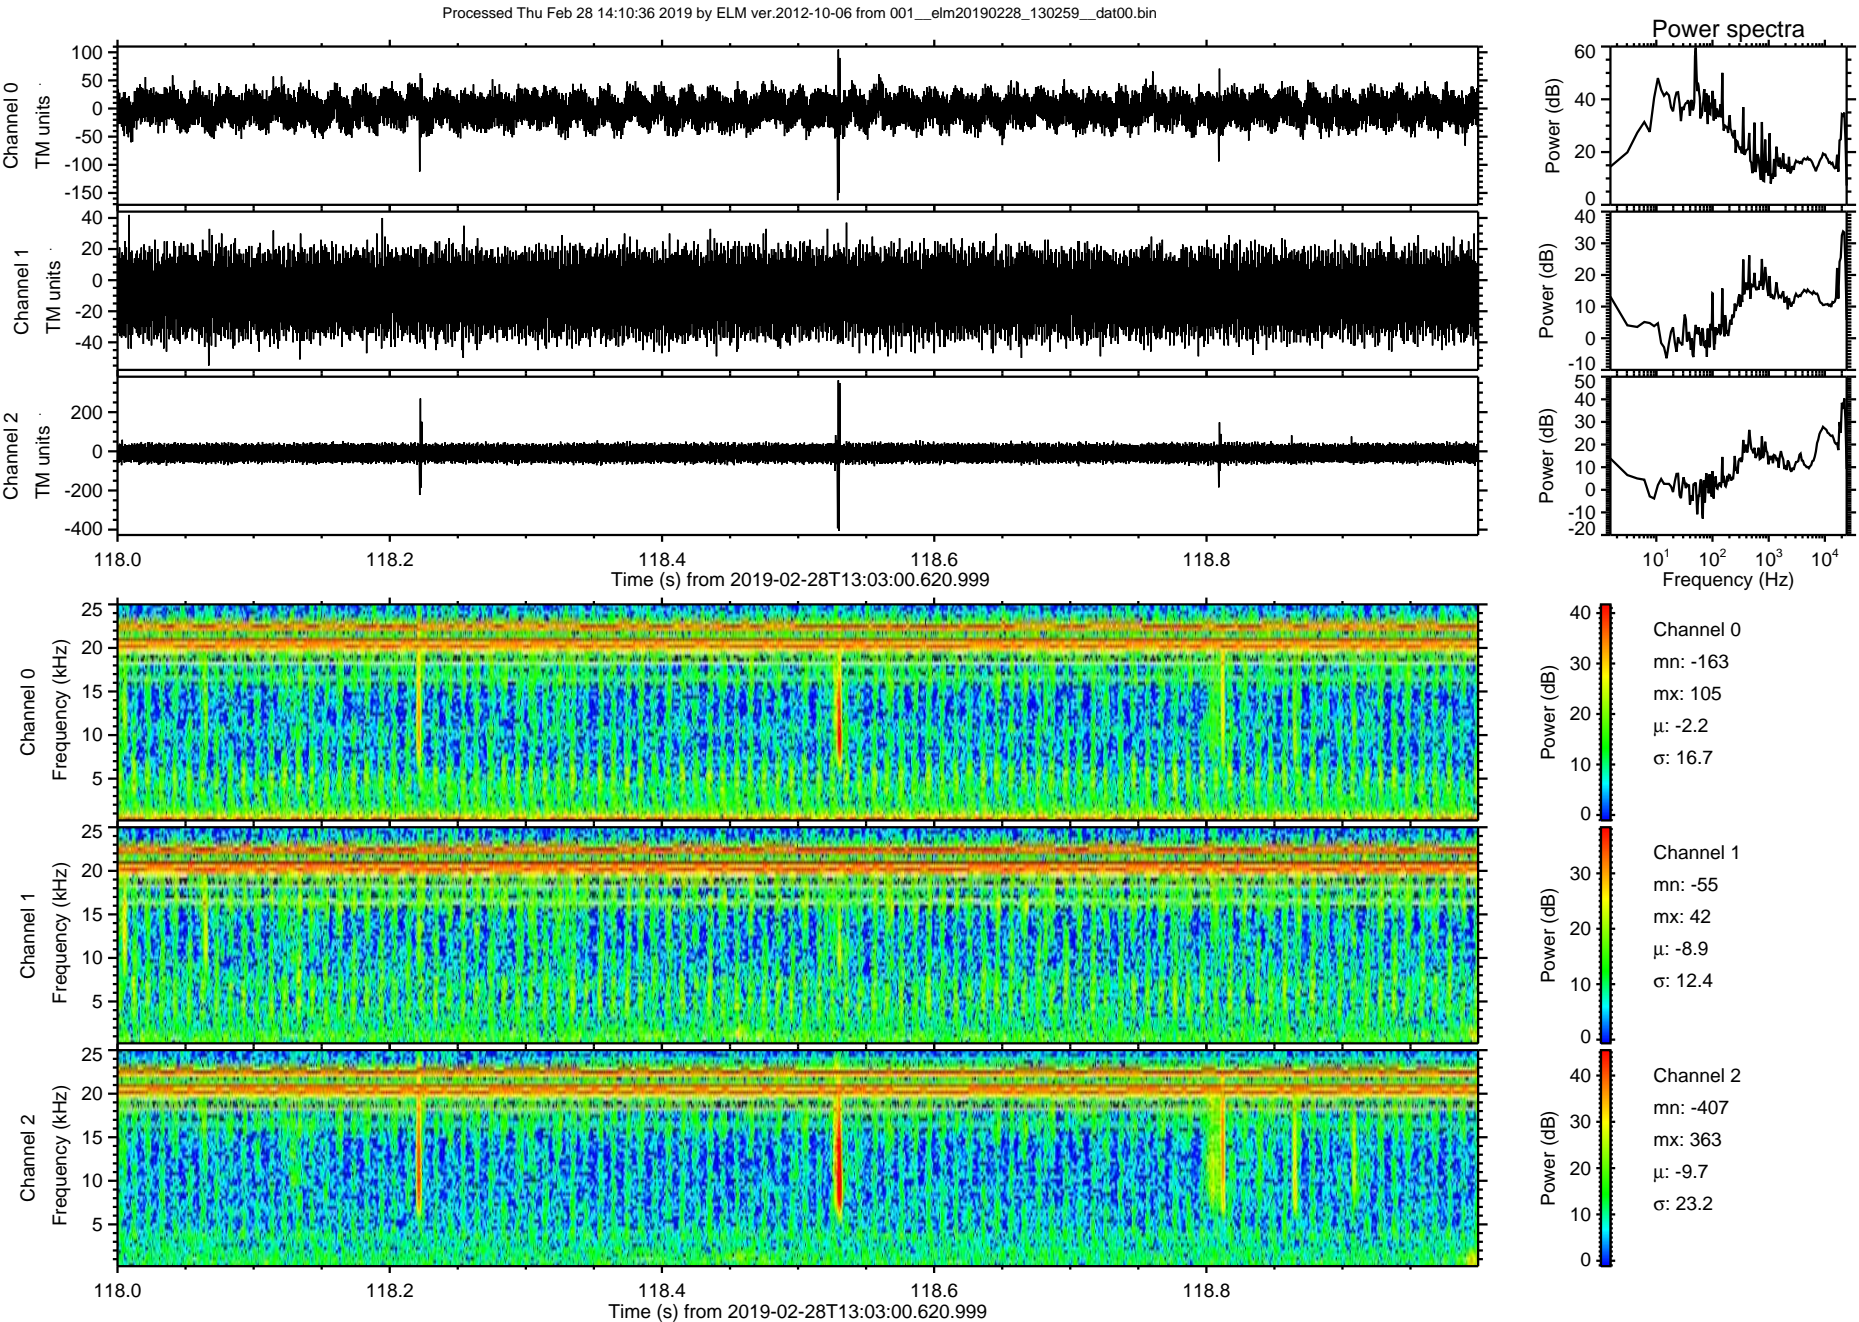 Processed Thu Feb 28 14:10:36 2019 by ELM ver.2012-10-06 from 001__elm20190228_130259__dat00.bin
Power spectra
Channel 0
TM units
100
50
0
-50
-100
-150
Power (dB)
60
40
20
0
Channel 1
TM units
40
20
0
-20
-40
Power (dB)
40
30
20
10
0
-10
Channel 2
TM units
200
0
-200
-400
Power (dB)
50
40
30
20
10
0
-10
-20
118.0 118.2 118.4 118.6 118.8
Time (s) from 2019-02-28T13:03:00.620.999
10^1 10^2 10^3 10^4
Frequency (Hz)
Channel 0
Frequency (kHz)
25
20
15
10
5
Power (dB)
40
30
20
10
0
Channel 0
mn: -163
mx: 105
μ: -2.2
σ: 16.7
Channel 1
Frequency (kHz)
25
20
15
10
5
Power (dB)
30
20
10
0
Channel 1
mn: -55
mx: 42
μ: -8.9
σ: 12.4
Channel 2
Frequency (kHz)
25
20
15
10
5
Power (dB)
40
30
20
10
0
Channel 2
mn: -407
mx: 363
μ: -9.7
σ: 23.2
118.0 118.2 118.4 118.6 118.8
Time (s) from 2019-02-28T13:03:00.620.999